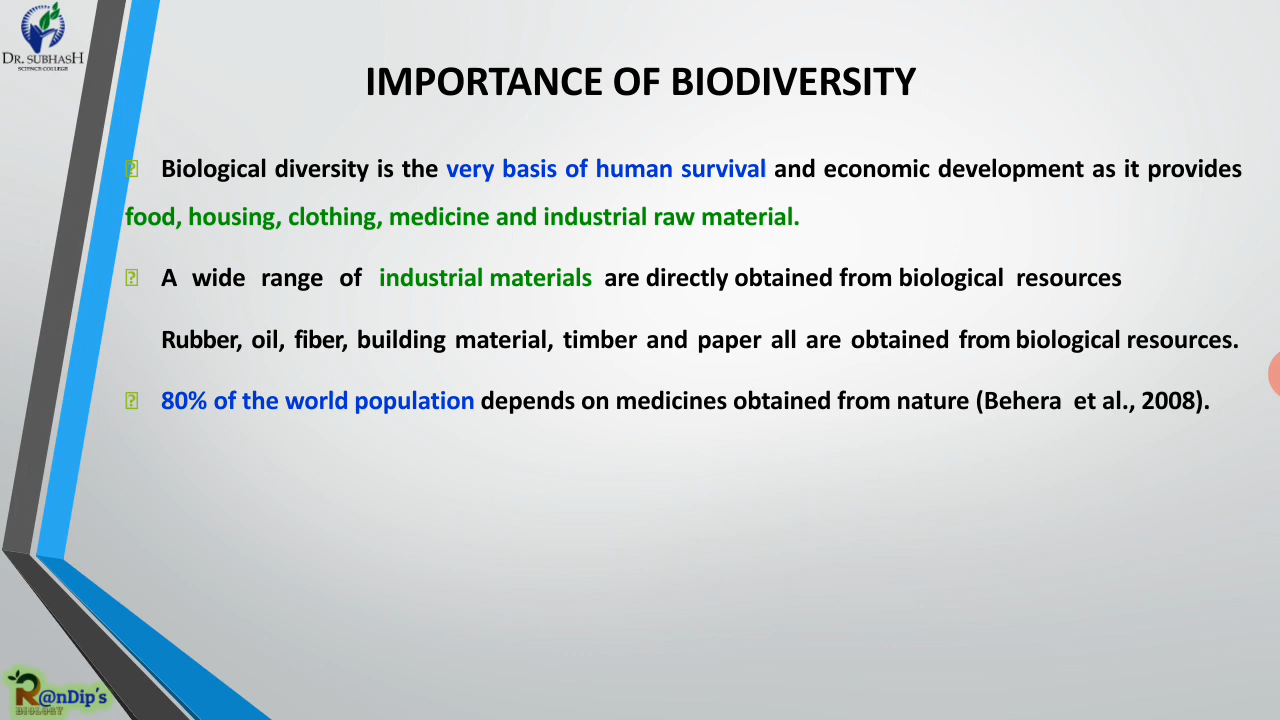 DR. SUBHASH
SCIENCE COLLEGE
IMPORTANCE OF BIODIVERSITY
Biological diversity is the very basis of human survival and economic development as it provides
food, housing, clothing, medicine and industrial raw material.
A wide range of industrial materials are directly obtained from biological resources
Rubber, oil, fiber, building material, timber and paper all are obtained from biological resources.
80% of the world population depends on medicines obtained from nature (Behera et al., 2008).
R@nDip's
BIOLOGY